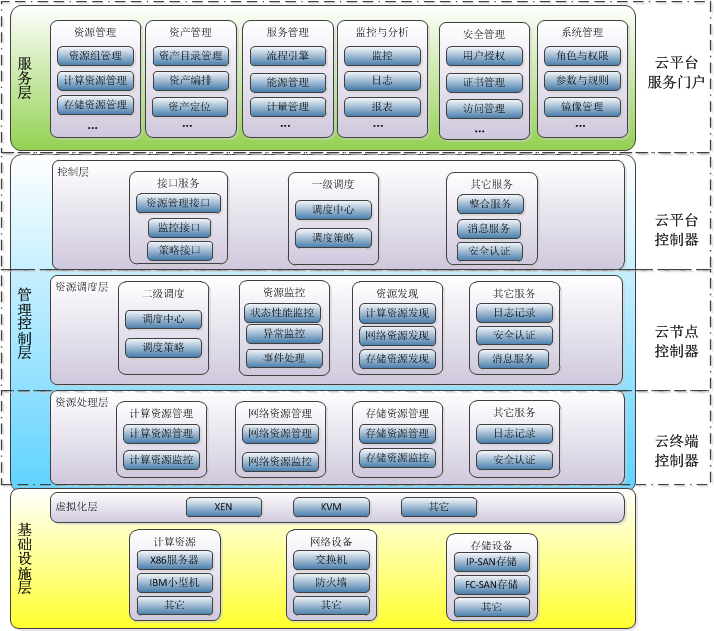 服务层
资源管理
资源组管理
计算资源管理
存储资源管理
...
资产管理
资产目录管理
资产编排
资产定位
...
服务管理
流程引擎
能源管理
计量管理
...
监控与分析
监控
日志
报表
...
安全管理
用户授权
证书管理
访问管理
...
系统管理
角色与权限
参数与规则
镜像管理
...
云平台
服务门户
管理控制层
控制层
接口服务
资源管理接口
监控接口
策略接口
一级调度
调度中心
调度策略
其它服务
整合服务
消息服务
安全认证
云平台
控制器
资源调度层
二级调度
调度中心
调度策略
资源监控
状态性能监控
异常监控
事件处理
资源发现
计算资源发现
网络资源发现
存储资源发现
其它服务
日志记录
安全认证
消息服务
云节点
控制器
资源处理层
计算资源管理
计算资源管理
计算资源监控
网络资源管理
网络资源管理
网络资源监控
存储资源管理
存储资源管理
存储资源监控
其它服务
日志记录
安全认证
云终端
控制器
基础设施层
虚拟化层
XEN
KVM
其它
计算资源
X86服务器
IBM小型机
其它
网络设备
交换机
防火墙
其它
存储设备
IP-SAN存储
FC-SAN存储
其它